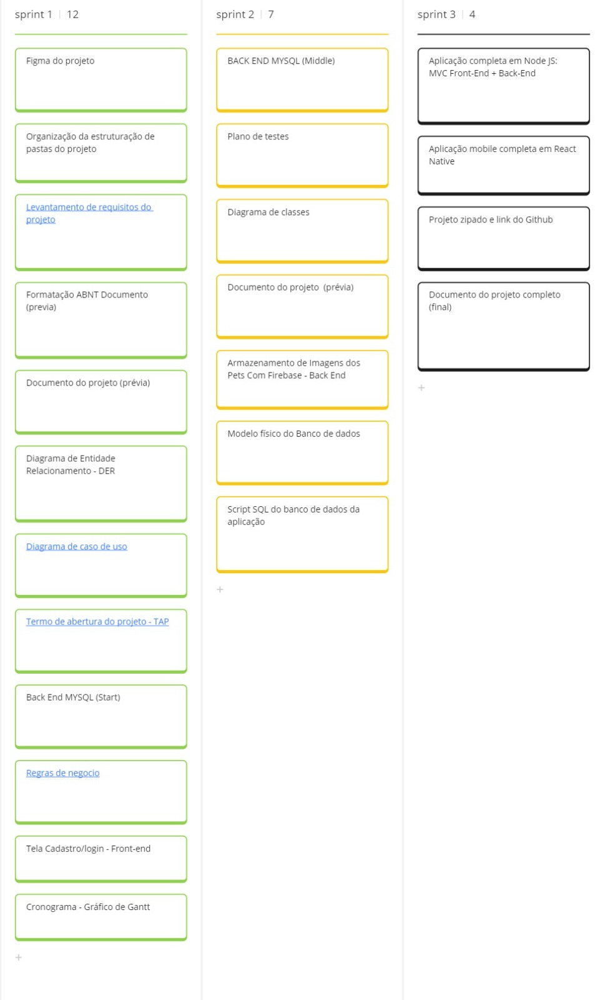 sprint 1 | 12
Figma do projeto
Organização da estruturação de
pastas do projeto
Levantamento de requisitos do
projeto
Formatação ABNT Documento
(previa)
Documento do projeto (prévia)
Diagrama de Entidade
Relacionamento - DER
Diagrama de caso de uso
Termo de abertura do projeto - TAP
Back End MYSQL (Start)
Regras de negocio
Tela Cadastro/login - Front-end
Cronograma - Gráfico de Gantt
+
sprint 2 | 7
BACK END MYSQL (Middle)
Plano de testes
Diagrama de classes
Documento do projeto  (prévia)
Armazenamento de Imagens dos
Pets Com Firebase - Back End
Modelo físico do Banco de dados
Script SQL do banco de dados da
aplicação
+
sprint 3 | 4
Aplicação completa em Node JS:
MVC Front-End + Back-End
Aplicação mobile completa em React
Native
Projeto zipado e link do Github
Documento do projeto completo
(final)
+